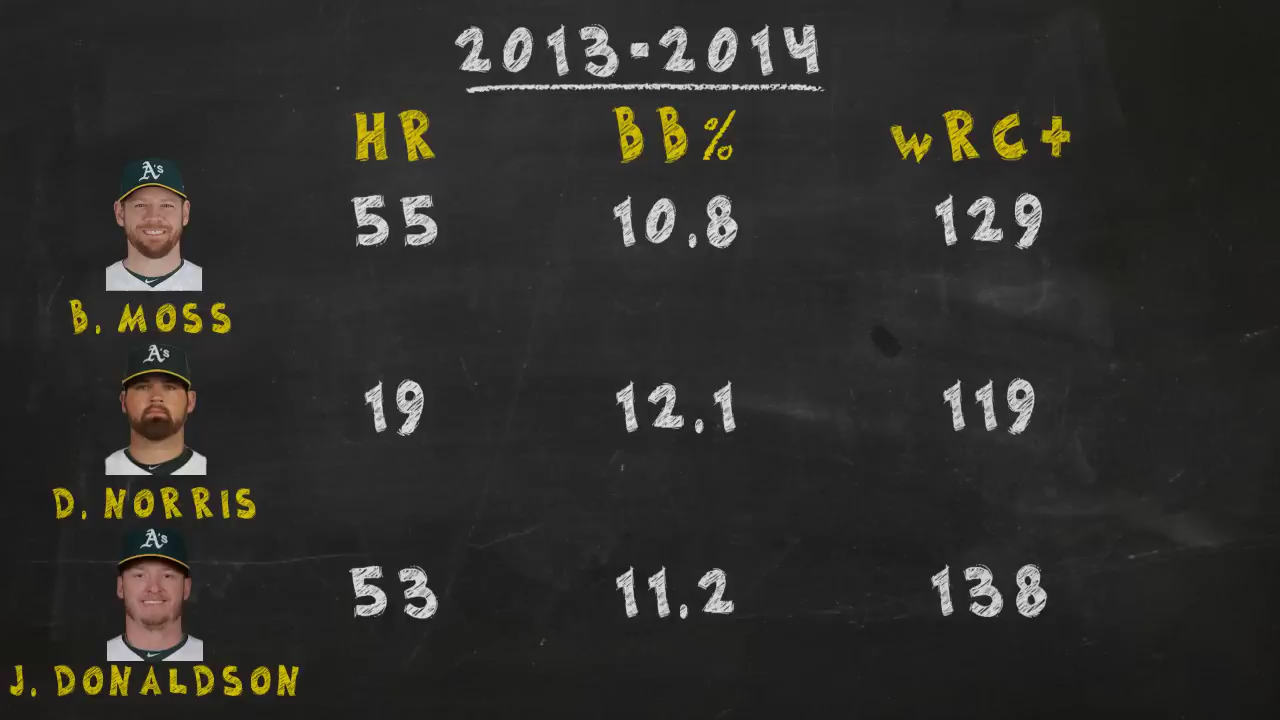 2013-2014
HR BB% wRC+
A's
55 10.8 129
B. MOSS
A's
19 12.1 119
D. NORRIS
A's
53 11.2 138
J. DONALDSON